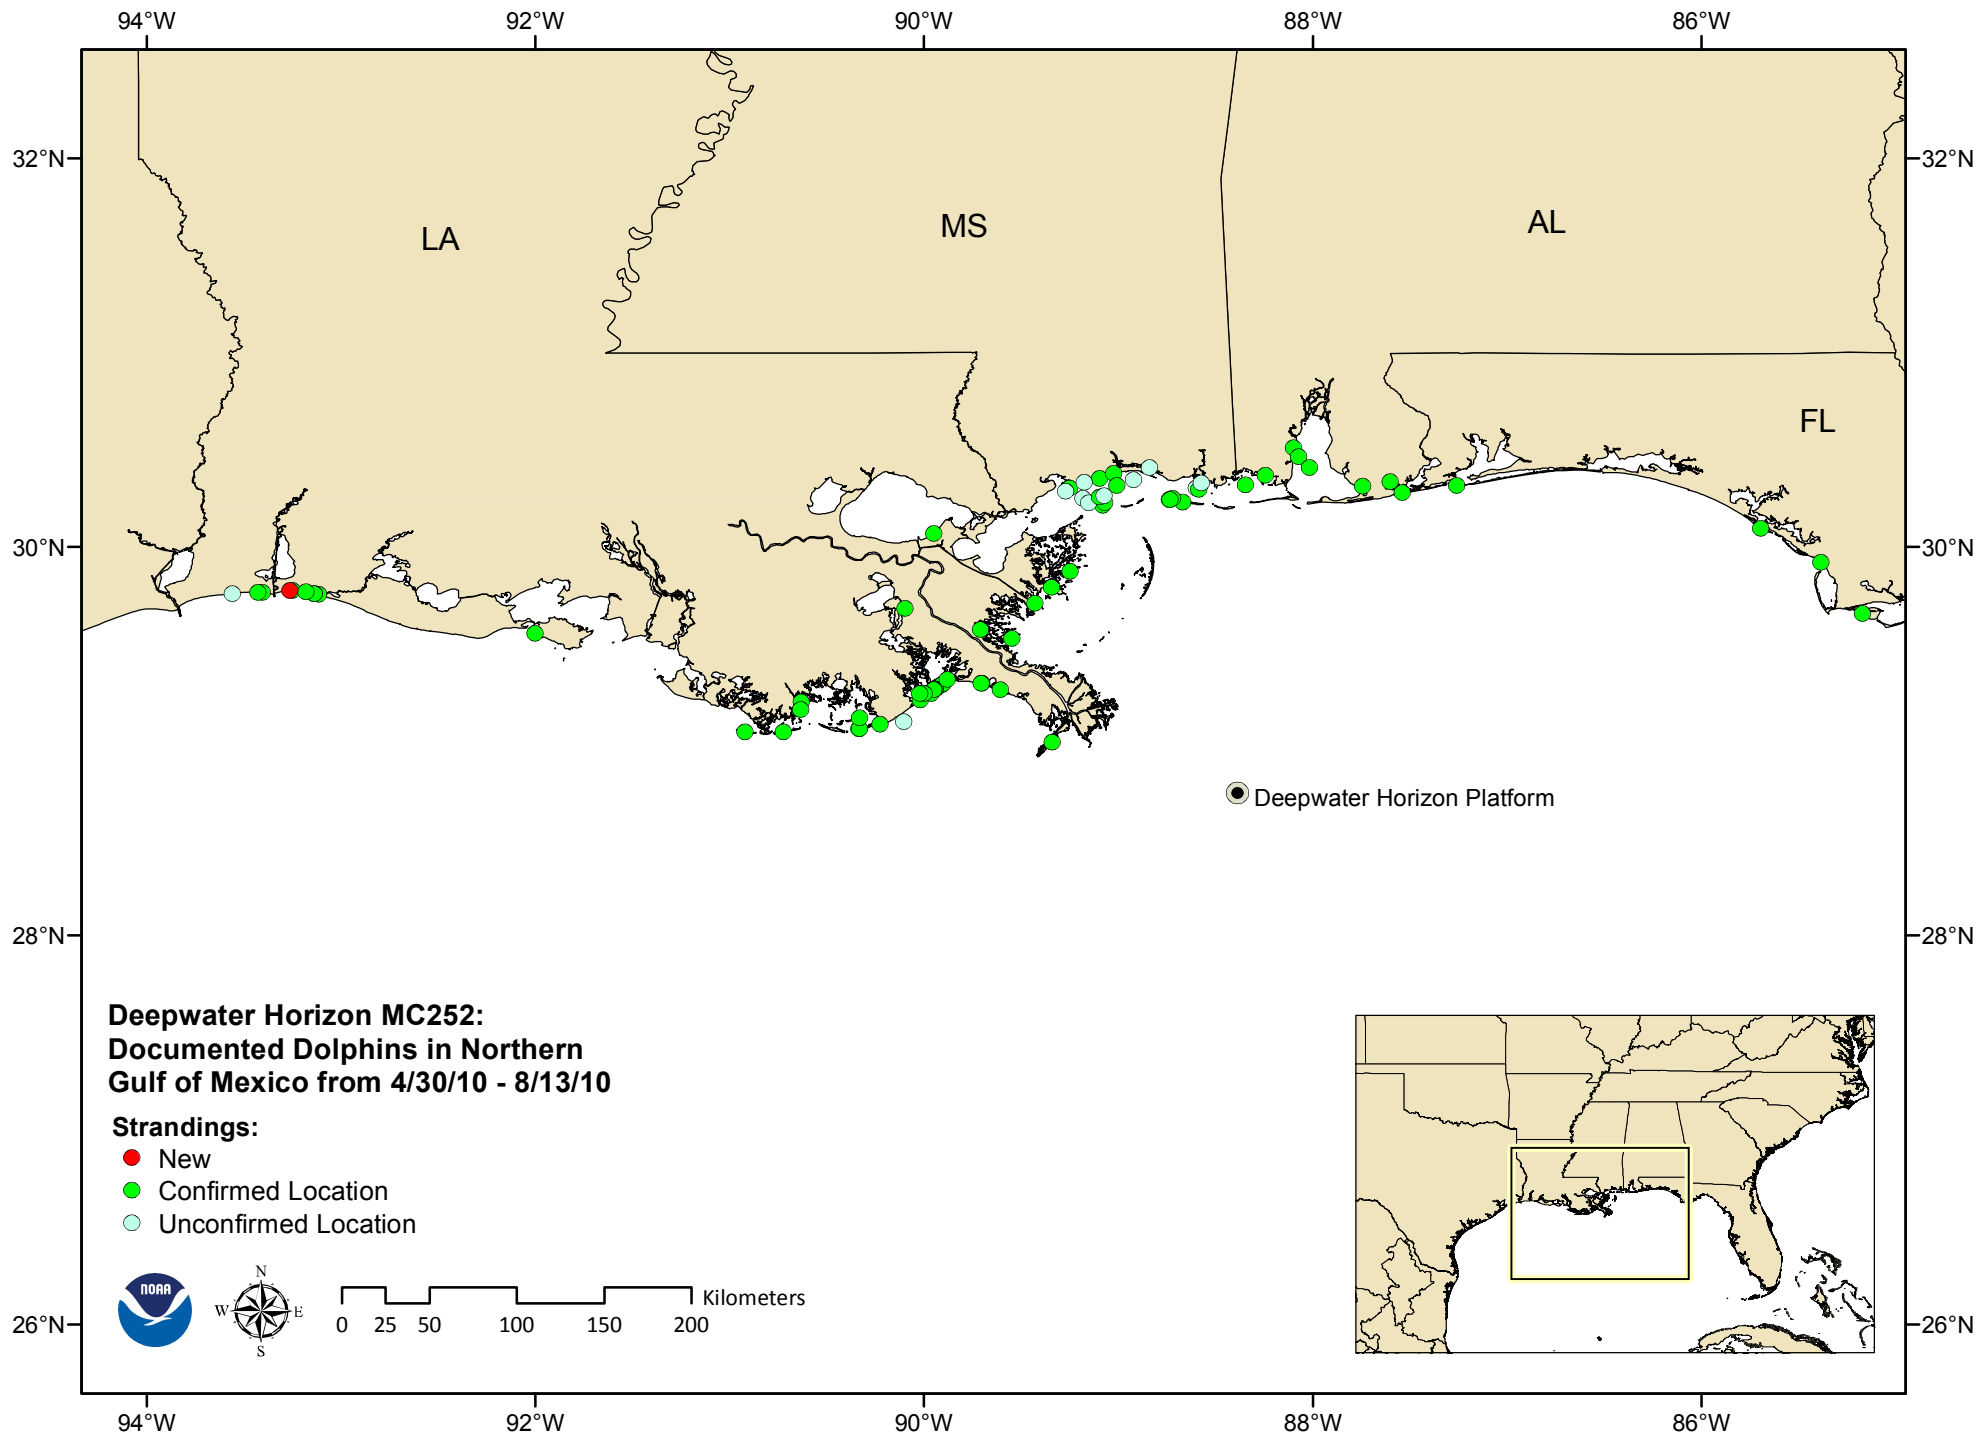 94°W 92°W 90°W 88°W 86°W
32°N 32°N
LA MS AL
FL
30°N 30°N
Deepwater Horizon Platform
28°N 28°N
Deepwater Horizon MC252:
Documented Dolphins in Northern
Gulf of Mexico from 4/30/10 - 8/13/10
Strandings:
New
Confirmed Location
Unconfirmed Location
NOAA
N
W E
S
Kilometers
0 25 50 100 150 200
26°N 26°N
94°W 92°W 90°W 88°W 86°W